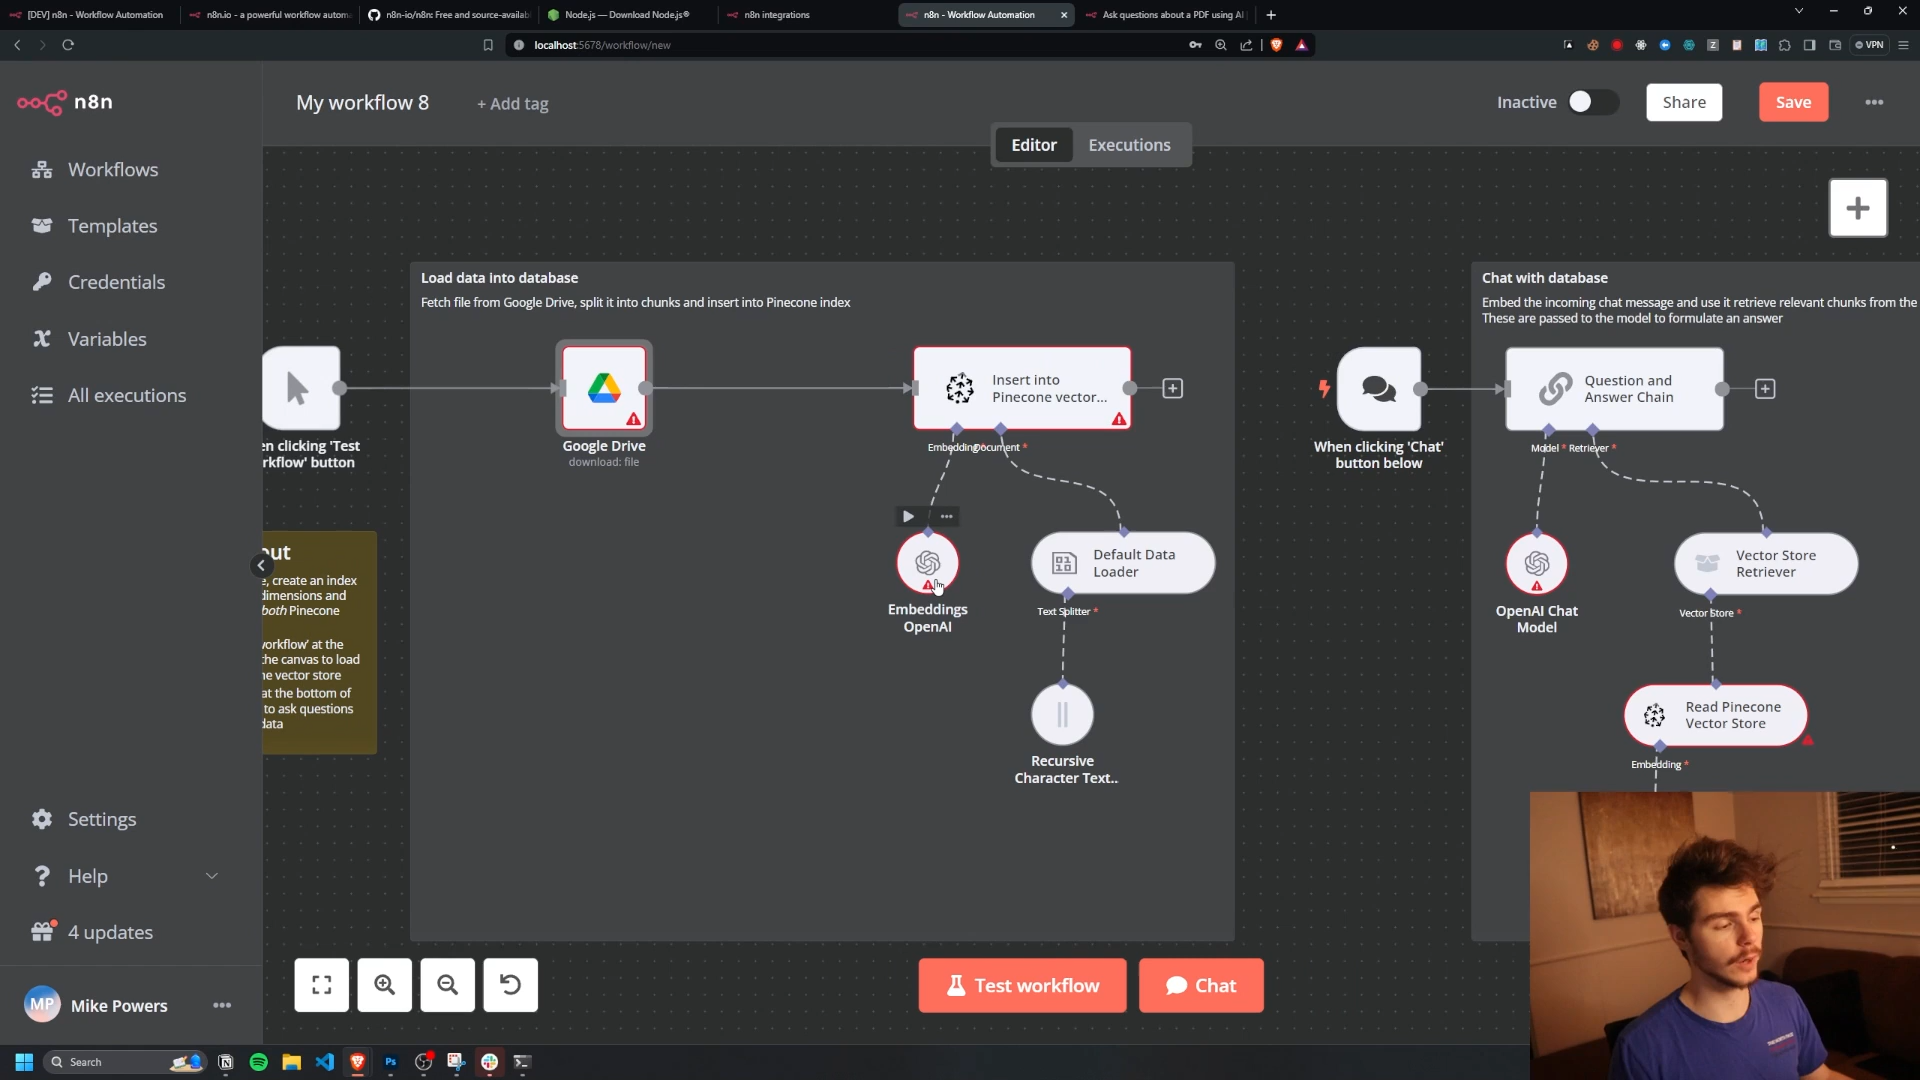 [DEV] n8n - Workflow Automation
n8n.io - a powerful workflow autom
n8n-io/n8n: Free and source-availab
Node.js — Download Node.js®
n8n integrations
n8n - Workflow Automation
Ask questions about a PDF using AI
localhost:5678/workflow/new
VPN
n8n
My workflow 8
+ Add tag
Inactive
Share
Save
Editor
Executions
Workflows
Templates
Credentials
Variables
All executions
Load data into database
Fetch file from Google Drive, split it into chunks and insert into Pinecone index
Chat with database
Embed the incoming chat message and use it retrieve relevant chunks from the
These are passed to the model to formulate an answer
Insert into
Pinecone vector...
Question and
Answer Chain
en clicking 'Test
rkflow' button
Google Drive
download: file
Embedding
Document *
When clicking 'Chat'
button below
Model *
Retriever *
out
, create an index
dimensions and
both Pinecone
workflow' at the
the canvas to load
e vector store
at the bottom of
to ask questions
data
Default Data
Loader
Embeddings
OpenAI
Text Splitter *
OpenAI Chat
Model
Vector Store
Retriever
Vector Store *
Recursive
Character Text..
Read Pinecone
Vector Store
Embedding *
Settings
Help
4 updates
MP
Mike Powers
Test workflow
Chat
Search
Ps